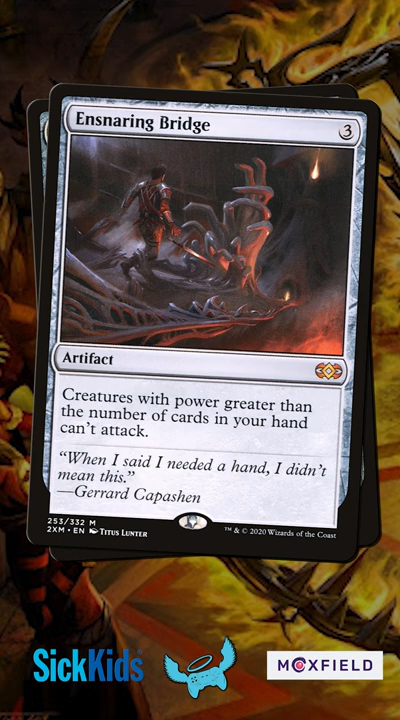 Ensnaring Bridge 3
Artifact
Creatures with power greater than
the number of cards in your hand
can't attack.
"When I said I needed a hand, I didn't
mean this."
—Gerrard Capashen
253/332 M
2XM • EN Titus Lunter
™ & © 2020 Wizards of the Coast
SickKids
MOXFIELD